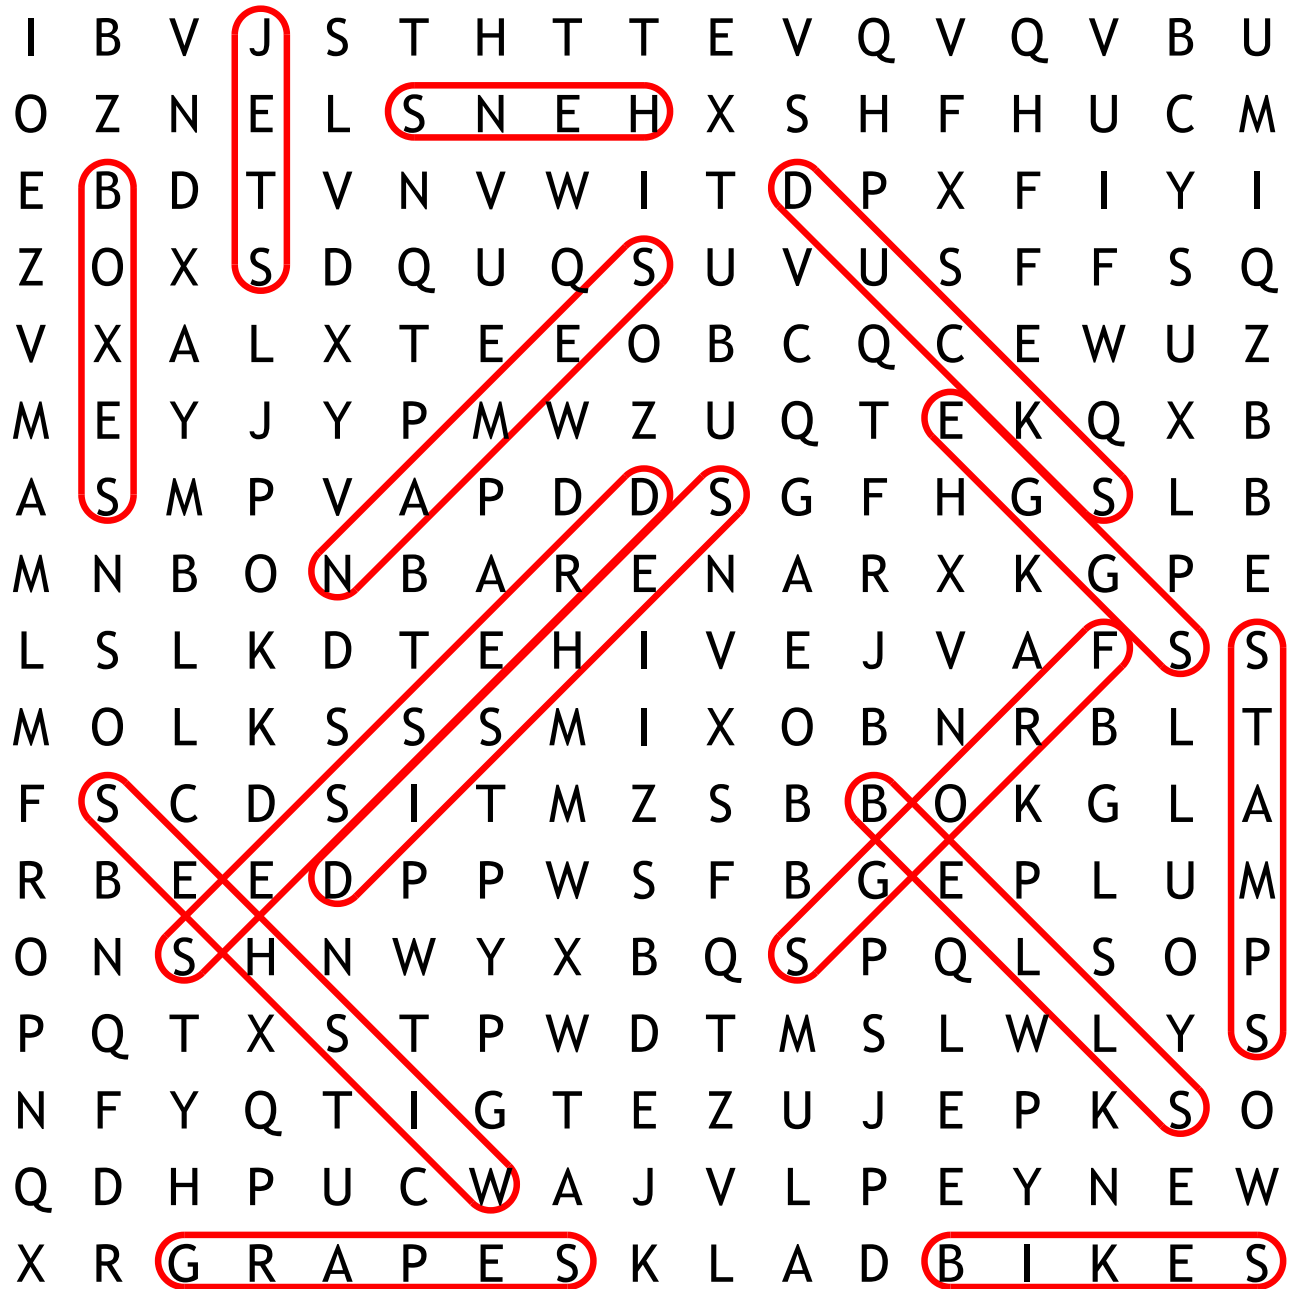 I B V J S T H T T E V Q V Q V B U
O Z N E L S N E H X S H F H U C M
E B D T V N V W I T D P X F I Y I
Z O X S D Q U Q S U V U S F F S Q
V X A L X T E E O B C Q C E W U Z
M E Y J Y P M W Z U Q T E K Q X B
A S M P V A P D D S G F H G S L B
M N B O N B A R E N A R X K G P E
L S L K D T E H I V E J V A F S S
M O L K S S S M I X O B N R B L T
F S C D S I T M Z S B B O K G L A
R B E E D P P W S F B G E P L U M
O N S H N W Y X B Q S P Q L S O P
P Q T X S T P W D T M S L W L Y S
N F Y Q T I G T E Z U J E P K S O
Q D H P U C W A J V L P E Y N E W
X R G R A P E S K L A D B I K E S